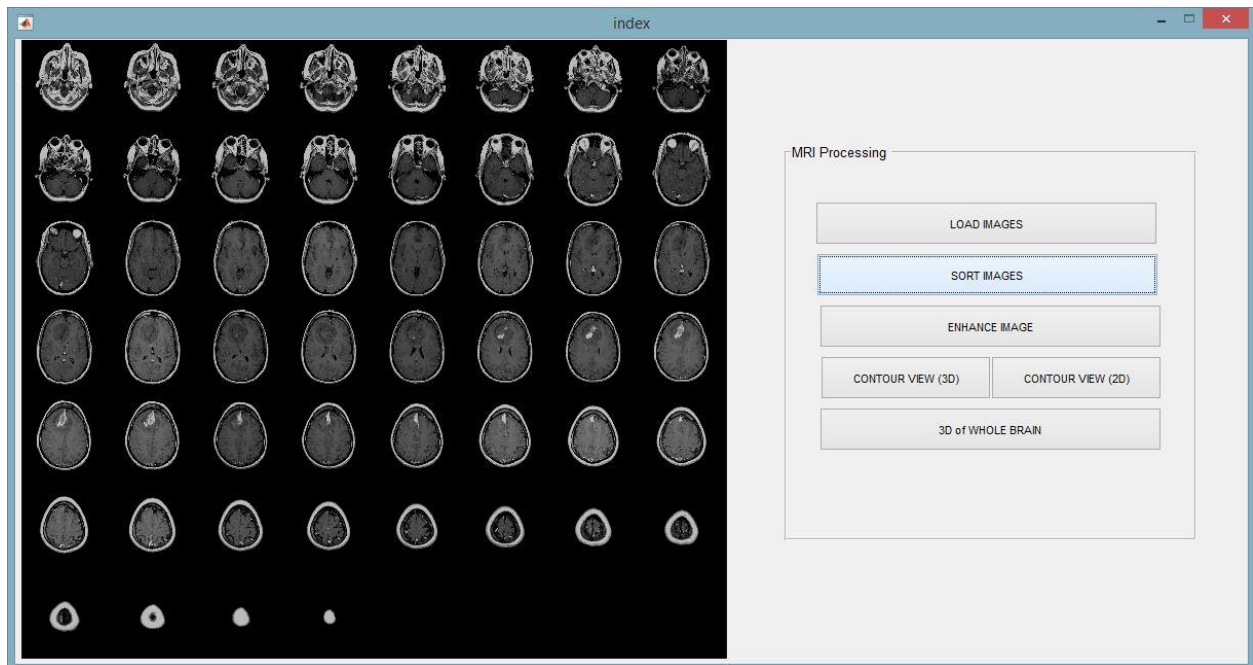 index
MRI Processing
LOAD IMAGES
SORT IMAGES
ENHANCE IMAGE
CONTOUR VIEW (3D)
CONTOUR VIEW (2D)
3D of WHOLE BRAIN